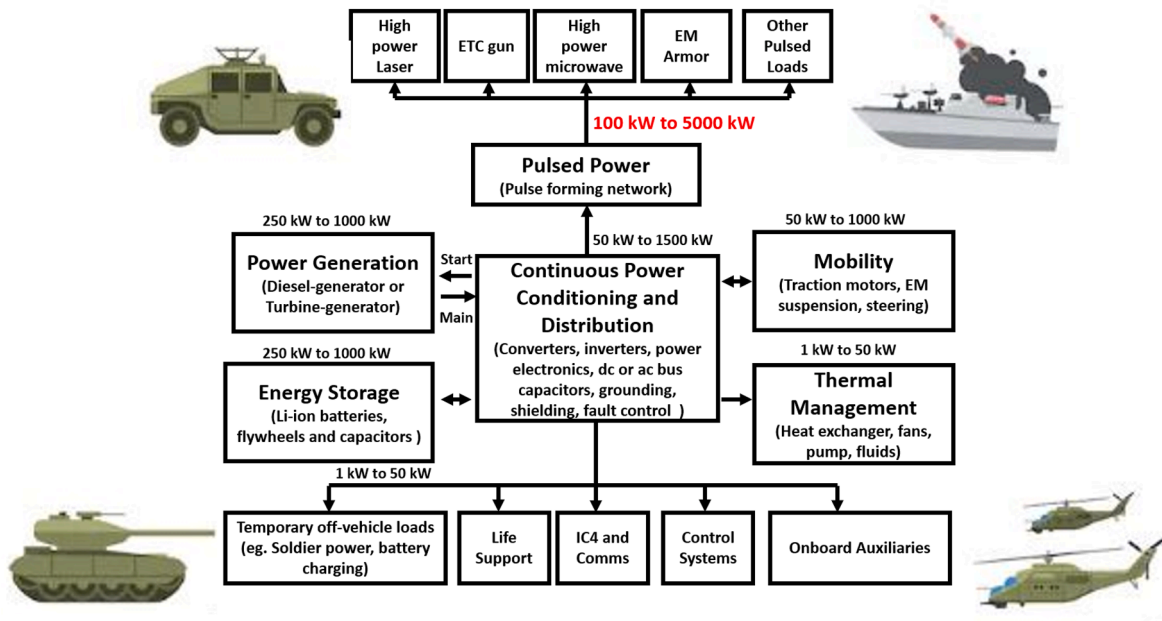 High
power
Laser
ETC gun
High
power
microwave
EM
Armor
Other
Pulsed
Loads
100 kW to 5000 kW
Pulsed Power
(Pulse forming network)
250 kW to 1000 kW
50 kW to 1500 kW
50 kW to 1000 kW
Power Generation
(Diesel-generator or
Turbine-generator)
Start
Main
Continuous Power
Conditioning and
Distribution
(Converters, inverters, power
electronics, dc or ac bus
capacitors, grounding,
shielding, fault control  )
Mobility
(Traction motors, EM
suspension, steering)
250 kW to 1000 kW
Energy Storage
(Li-ion batteries,
flywheels and capacitors )
1 kW to 50 kW
Thermal
Management
(Heat exchanger, fans,
pump, fluids)
1 kW to 50 kW
Temporary off-vehicle loads
(eg. Soldier power, battery
charging)
Life
Support
IC4 and
Comms
Control
Systems
Onboard Auxiliaries